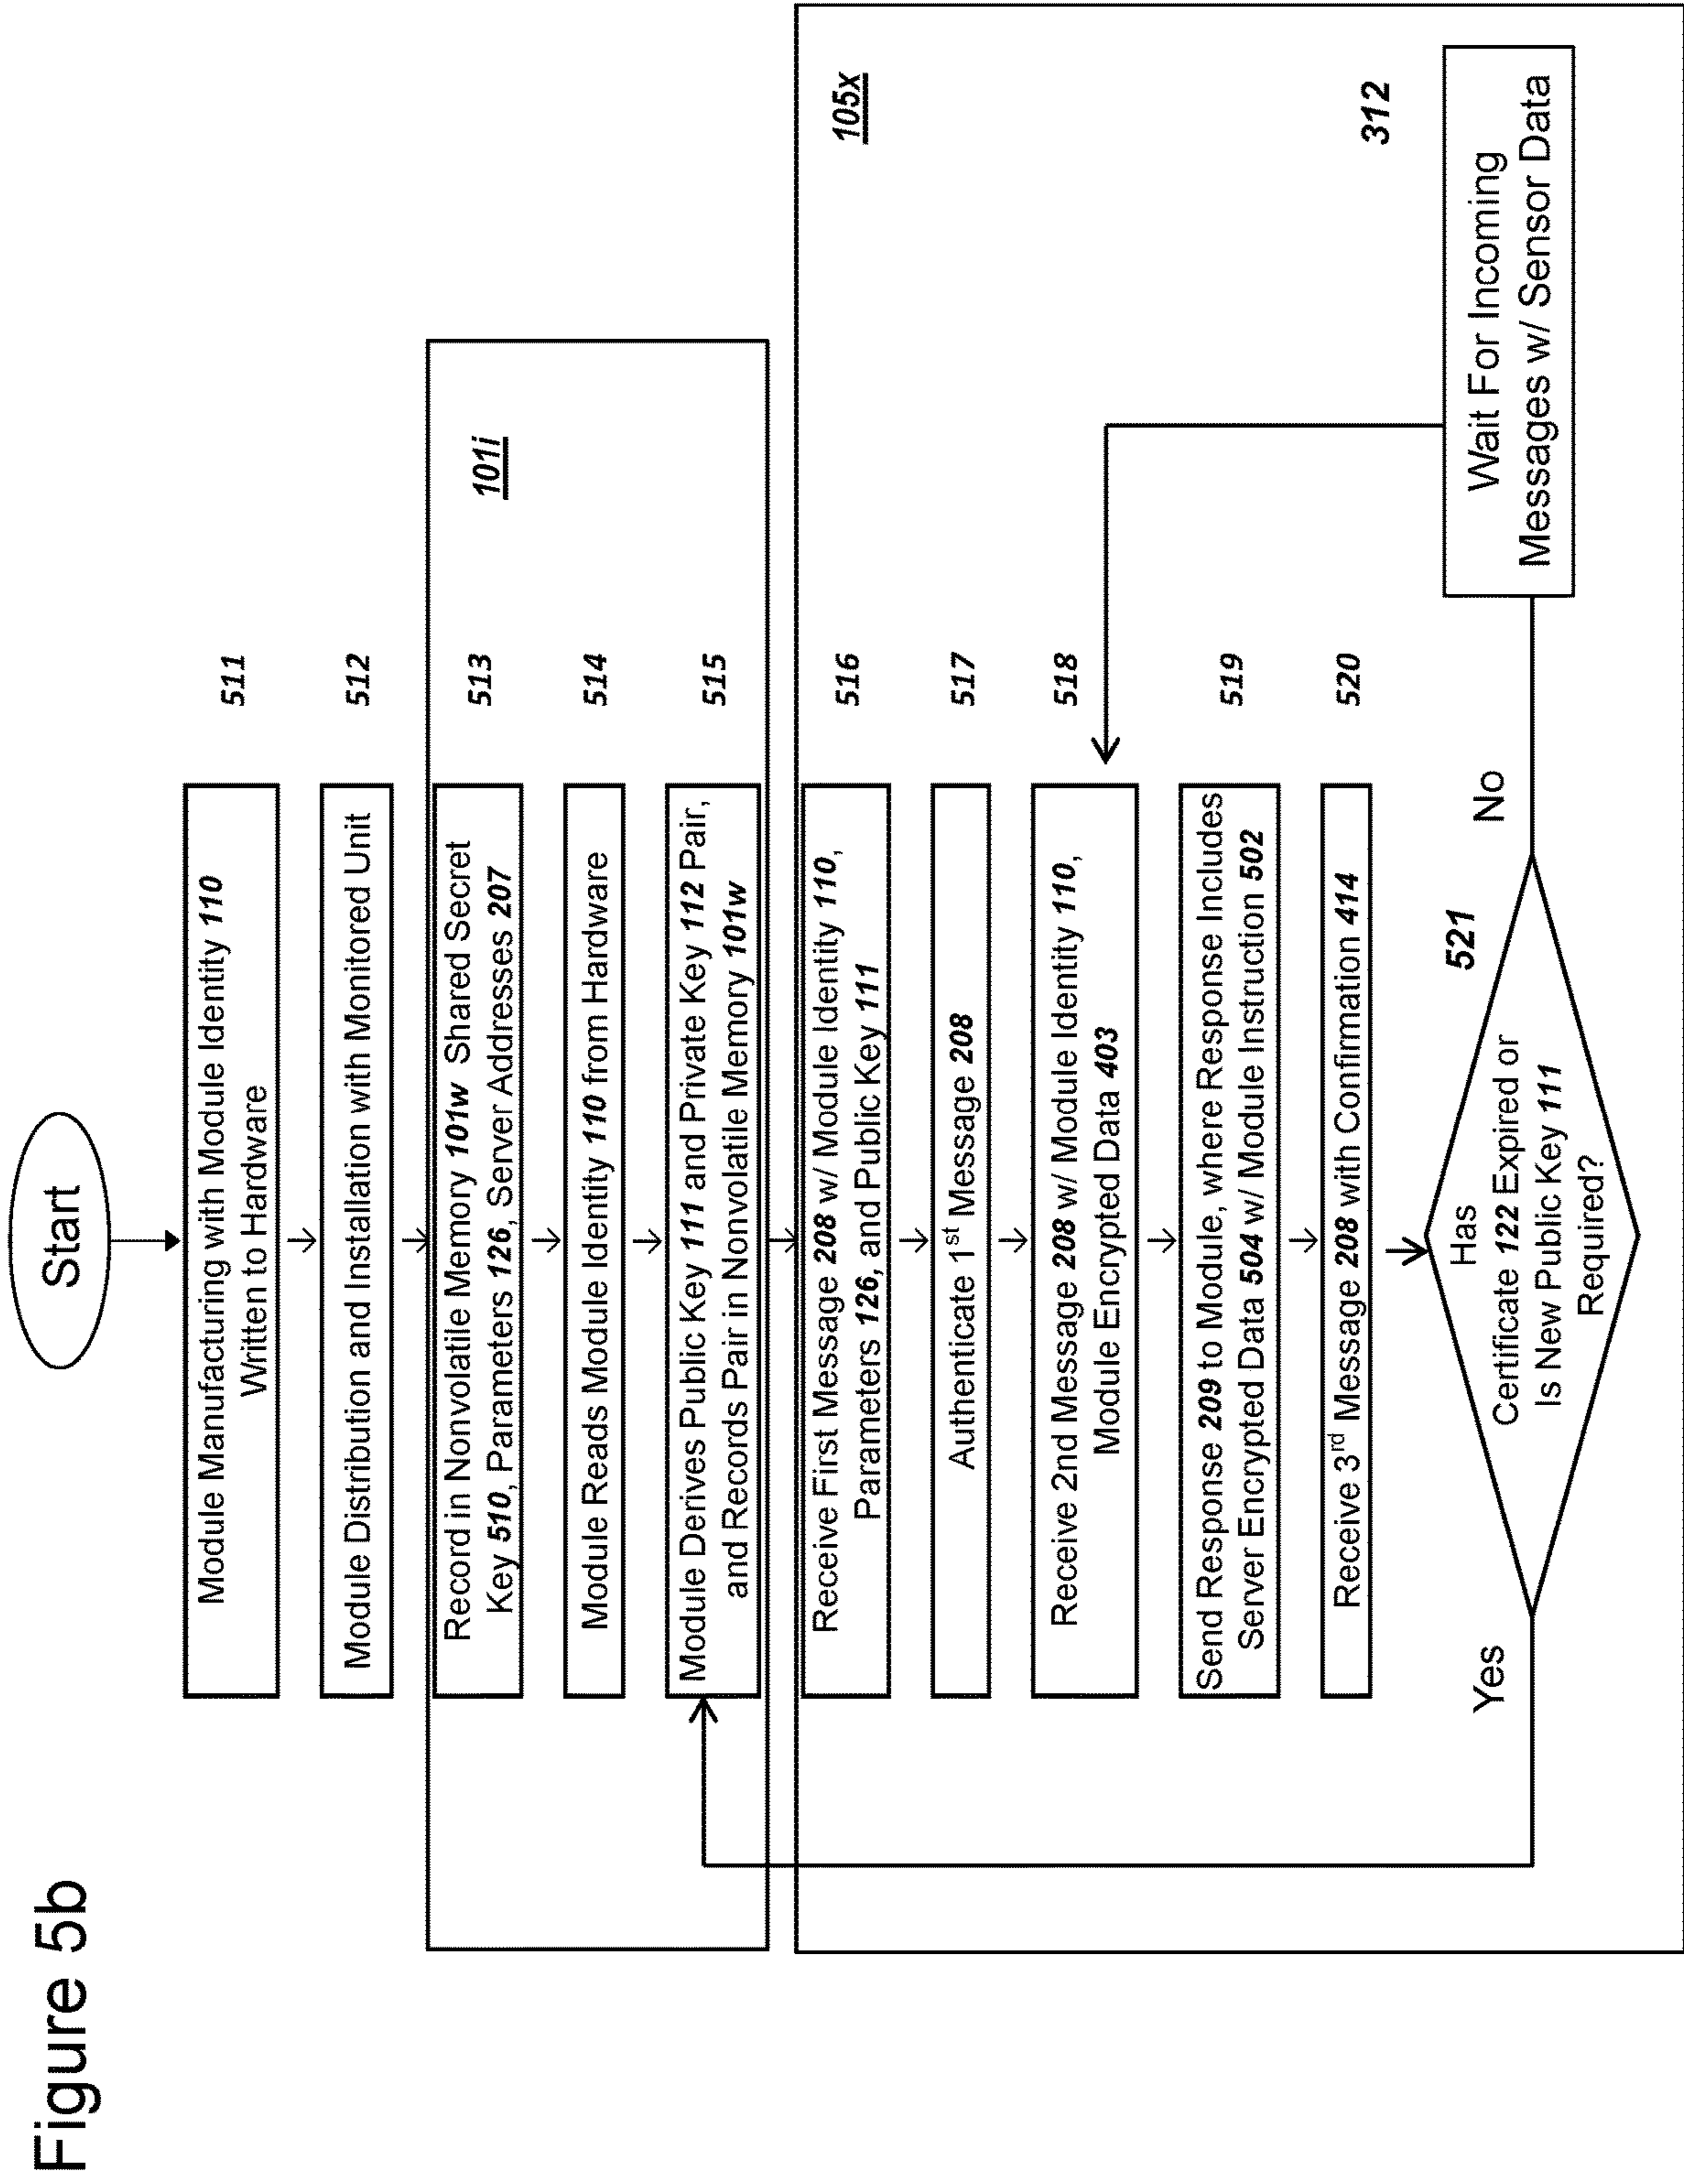 Figure 5b
Start
Module Manufacturing with Module Identity 110
Written to Hardware
511
Module Distribution and Installation with Monitored Unit
512
101i
Record in Nonvolatile Memory 101w Shared Secret
Key 510, Parameters 126, Server Addresses 207
513
Module Reads Module Identity 110 from Hardware
514
Module Derives Public Key 111 and Private Key 112 Pair,
and Records Pair in Nonvolatile Memory 101w
515
105x
Receive First Message 208 w/ Module Identity 110,
Parameters 126, and Public Key 111
516
Authenticate 1st Message 208
517
Receive 2nd Message 208 w/ Module Identity 110,
Module Encrypted Data 403
518
Send Response 209 to Module, where Response Includes
Server Encrypted Data 504 w/ Module Instruction 502
519
Receive 3rd Message 208 with Confirmation 414
520
Has
Certificate 122 Expired or
Is New Public Key 111
Required?
521
Yes
No
312
Wait For Incoming
Messages w/ Sensor Data